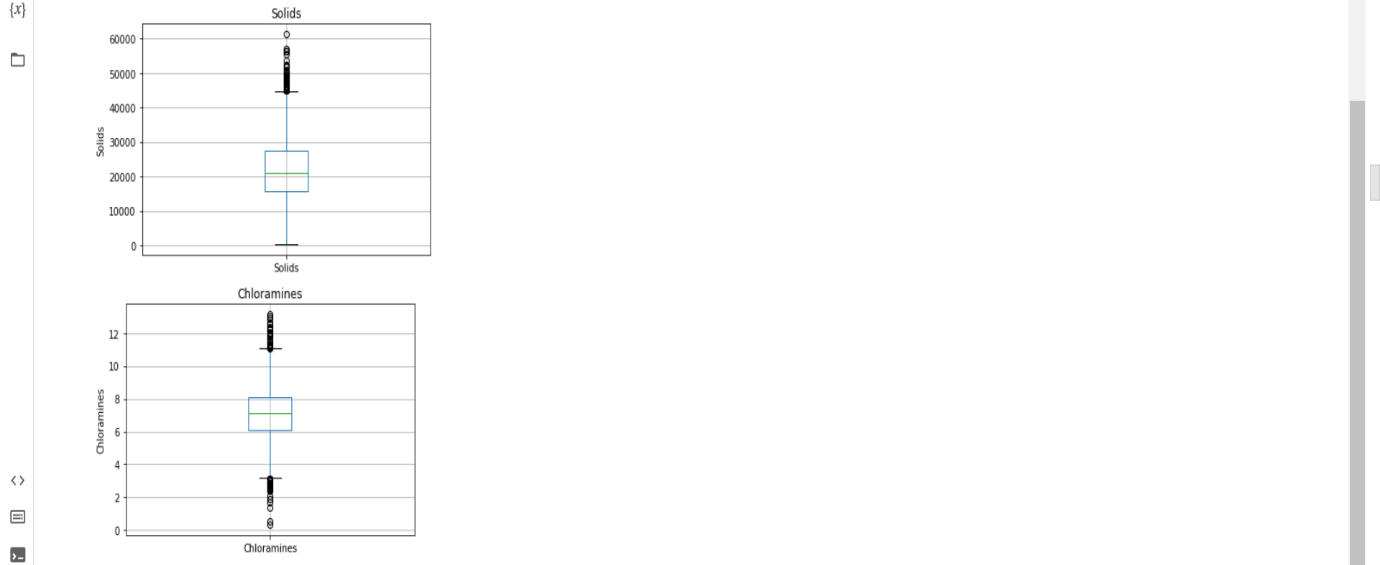 {x}
Solids
60000
50000
40000
30000
20000
10000
0
Solids
Solids
Chloramines
12
10
8
6
4
2
0
Chloramines
Chloramines
<>